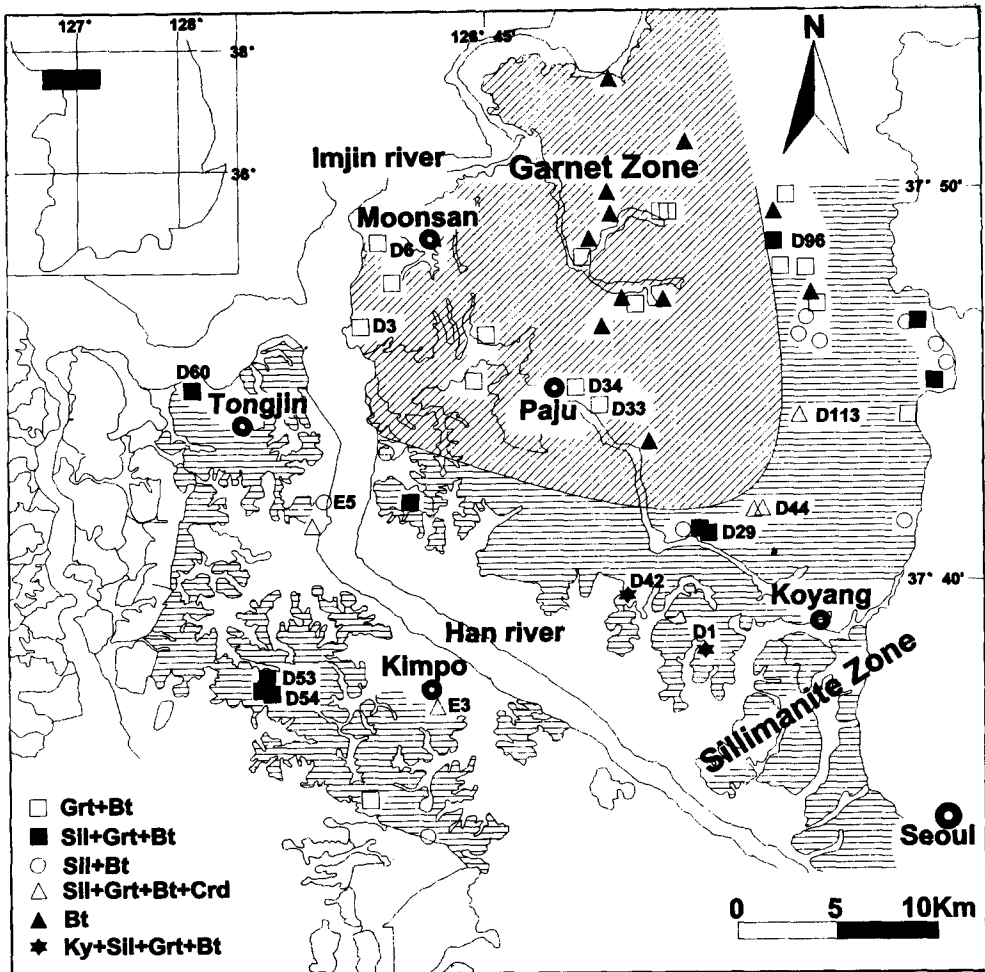 127°
128°
38°
36°
126° 45'
N
Imjin river
Garnet Zone
37° 50'
Moonsan
D6
D96
D3
D60
Tongjin
D34
Paju
D33
D113
E5
D44
D29
37° 40'
D42
Koyang
D1
Han river
Kimpo
D53
D54
E3
Sillimanite Zone
Seoul
Grt+Bt
Sil+Grt+Bt
Sil+Bt
Sil+Grt+Bt+Crd
Bt
Ky+Sil+Grt+Bt
0 5 10Km